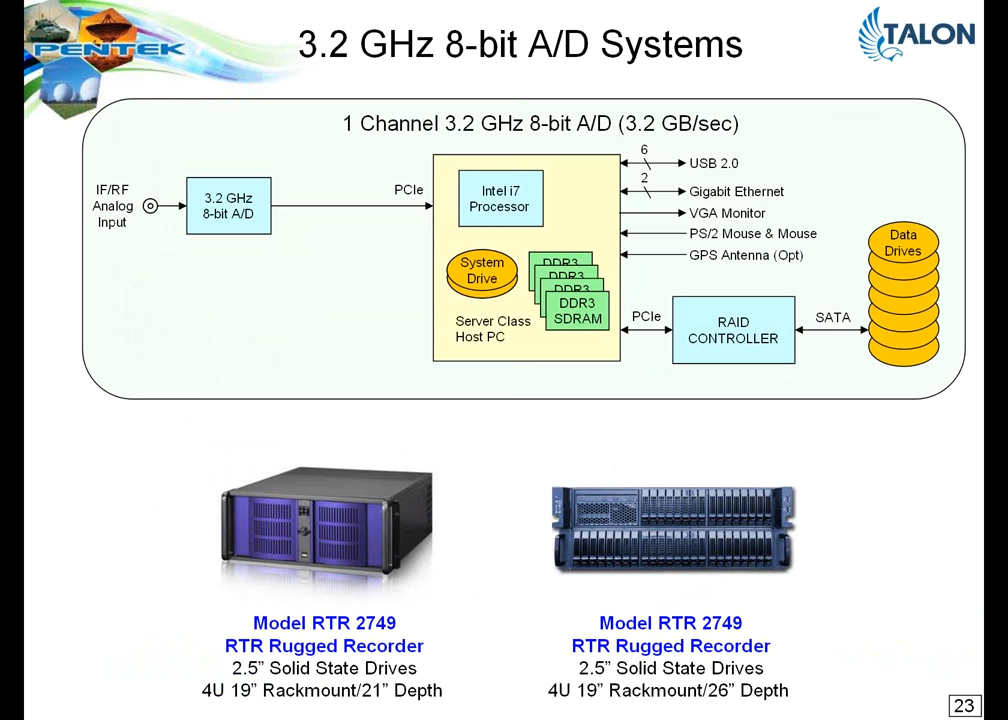 PENTEK
3.2 GHz 8-bit A/D Systems
TALON
1 Channel 3.2 GHz 8-bit A/D (3.2 GB/sec)
IF/RF
Analog
Input
3.2 GHz
8-bit A/D
PCIe
Intel i7
Processor
System
Drive
DDR3
DDR3
DDR3
DDR3
SDRAM
Server Class
Host PC
6
USB 2.0
2
Gigabit Ethernet
VGA Monitor
PS/2 Mouse & Mouse
GPS Antenna (Opt)
PCIe
RAID
CONTROLLER
SATA
Data
Drives
Model RTR 2749
RTR Rugged Recorder
2.5” Solid State Drives
4U 19” Rackmount/21” Depth
Model RTR 2749
RTR Rugged Recorder
2.5” Solid State Drives
4U 19” Rackmount/26” Depth
23